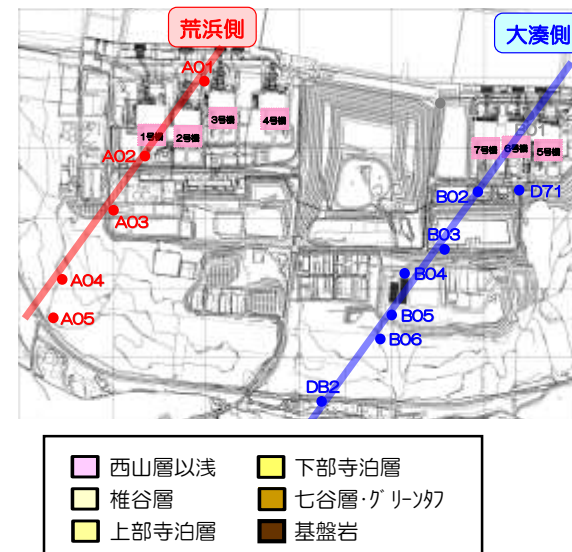 荒浜側
大湊側
A01
3号機
4号機
1号機
2号機
A02
B01
7号機
6号機
5号機
B02
D71
A03
B03
A04
B04
A05
B05
B06
DB2
西山層以浅
下部寺泊層
椎谷層
七谷層・グリーンタフ
上部寺泊層
基盤岩